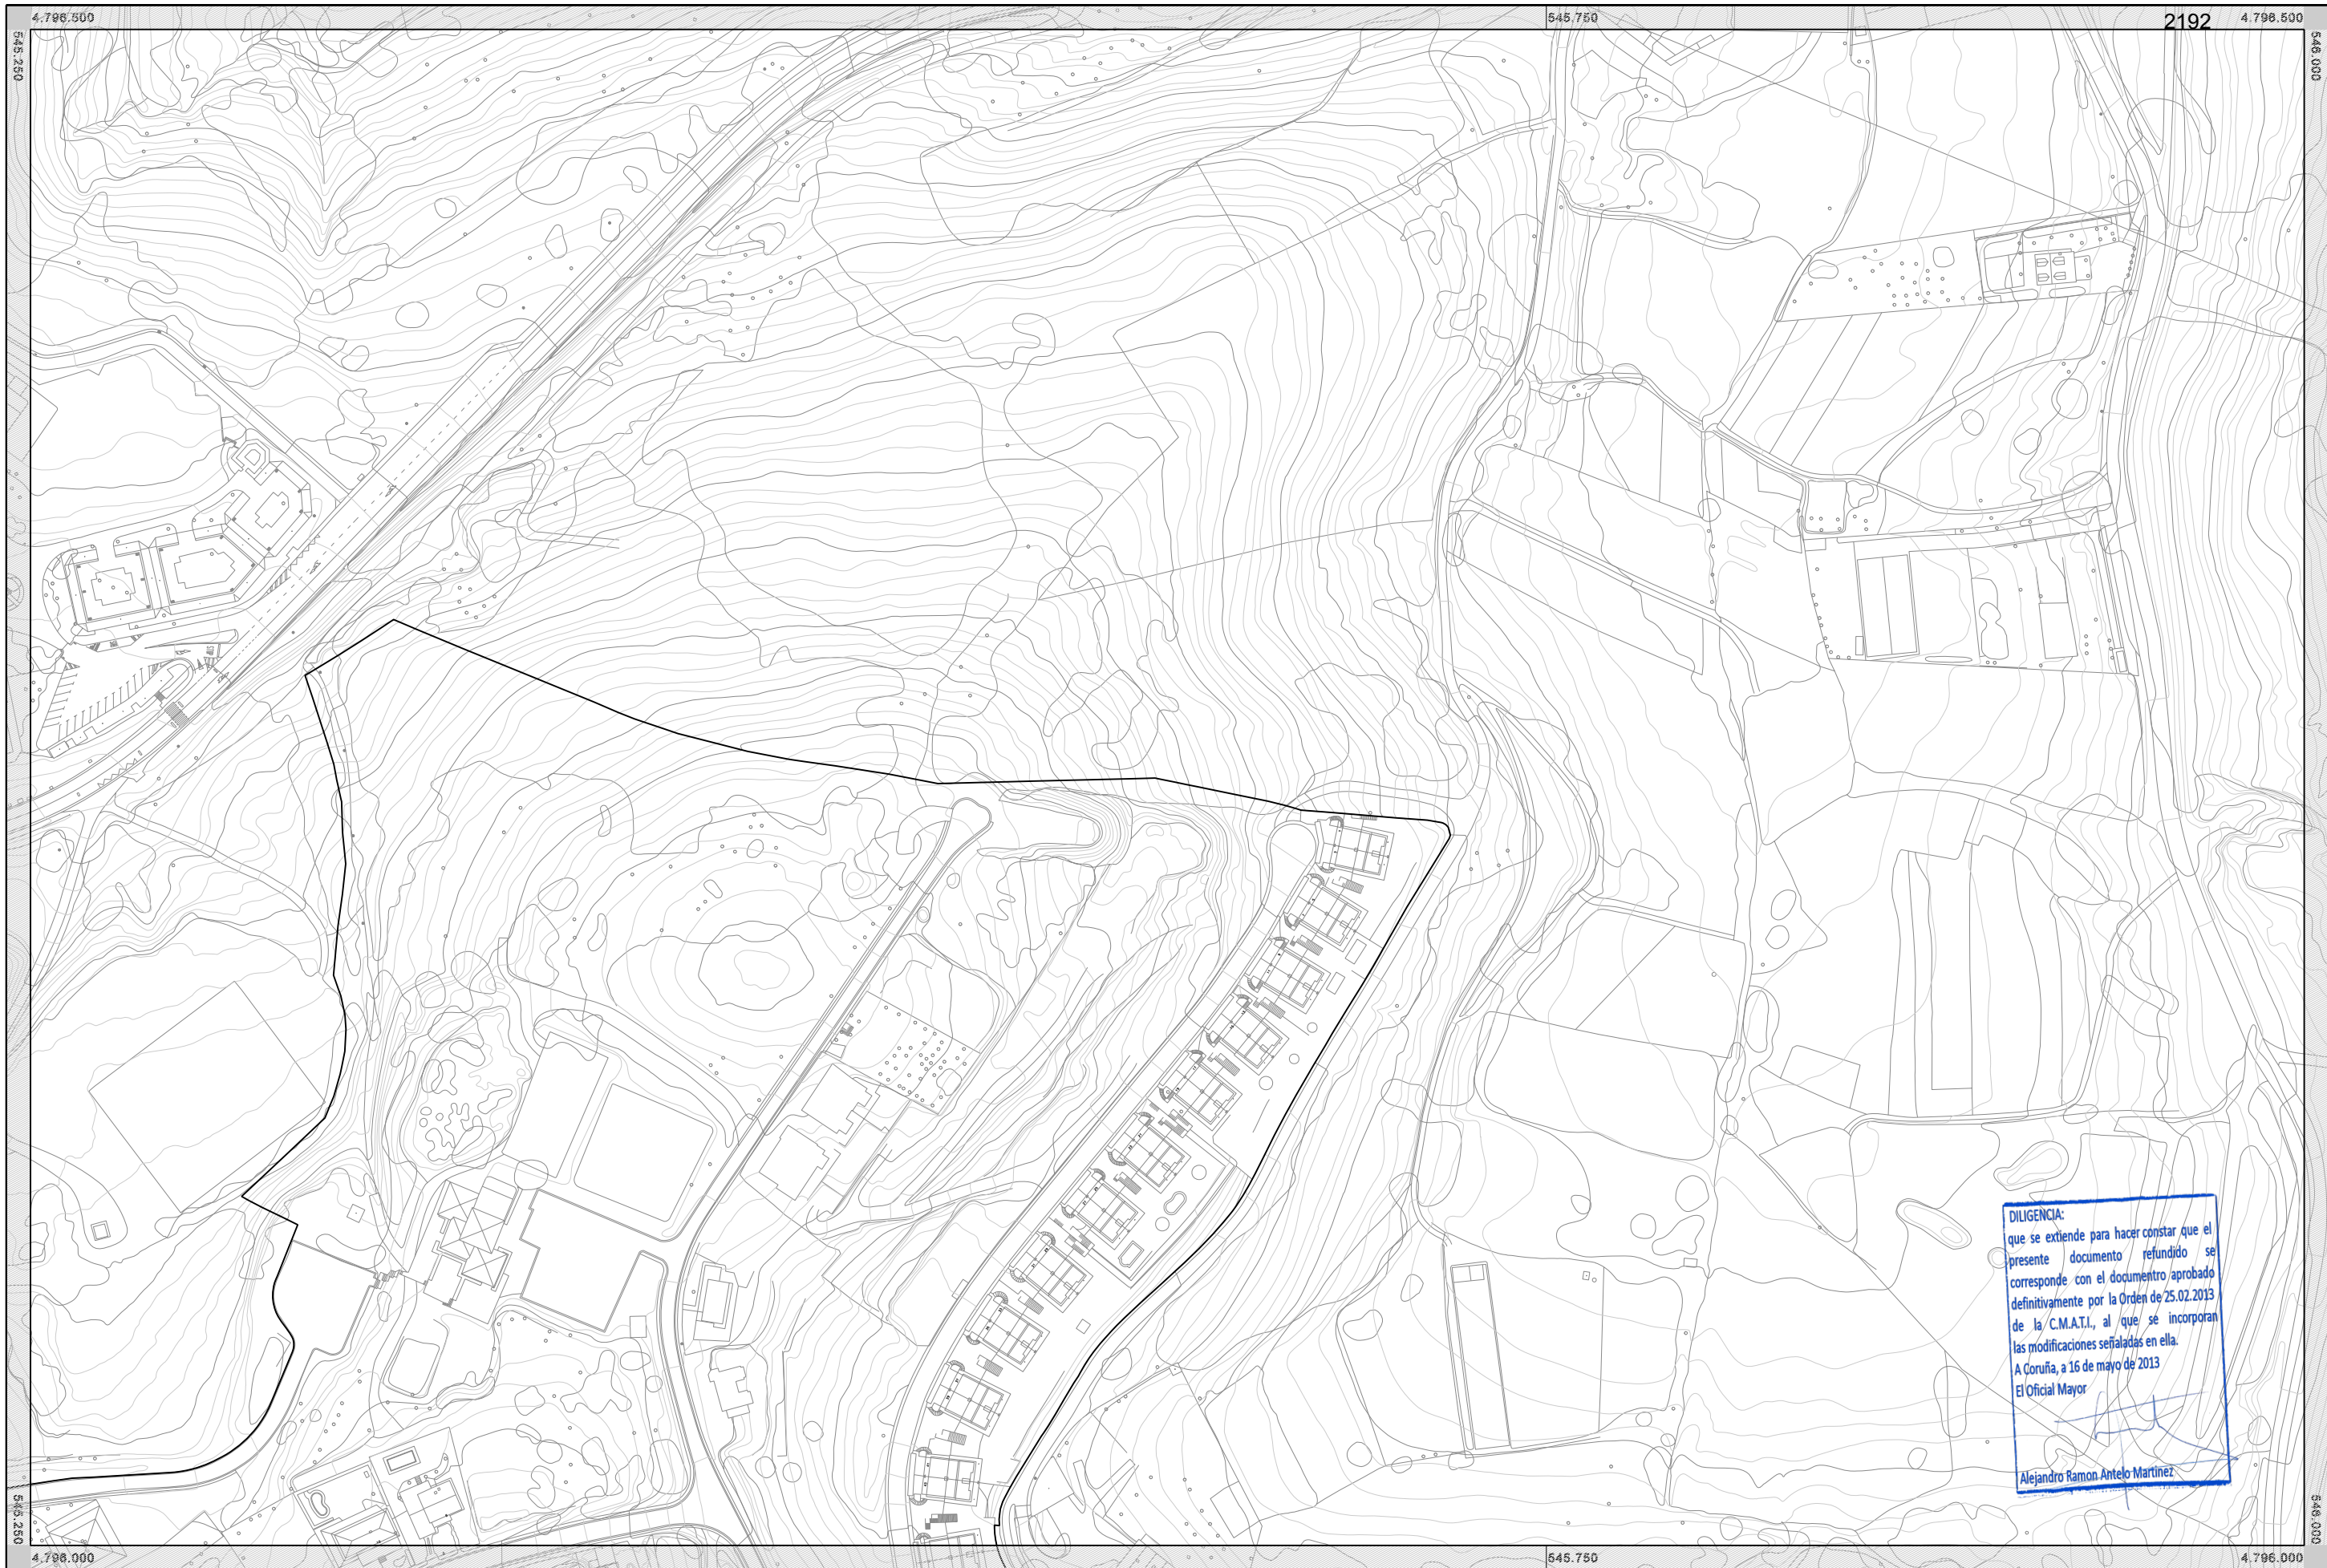 4.796.500
545.750
2192
4.796.500
545.250
546.000
DILIGENCIA:
que se extiende para hacer constar que el
presente documento refundido se
corresponde con el documentro aprobado
definitivamente por la Orden de 25.02.2013
de la C.M.A.T.I., al que se incorporan
las modificaciones señaladas en ella.
A Coruña, a 16 de mayo de 2013
El Oficial Mayor
Alejandro Ramon Antelo Martinez
545.250
546.000
4.796.000
545.750
4.796.000